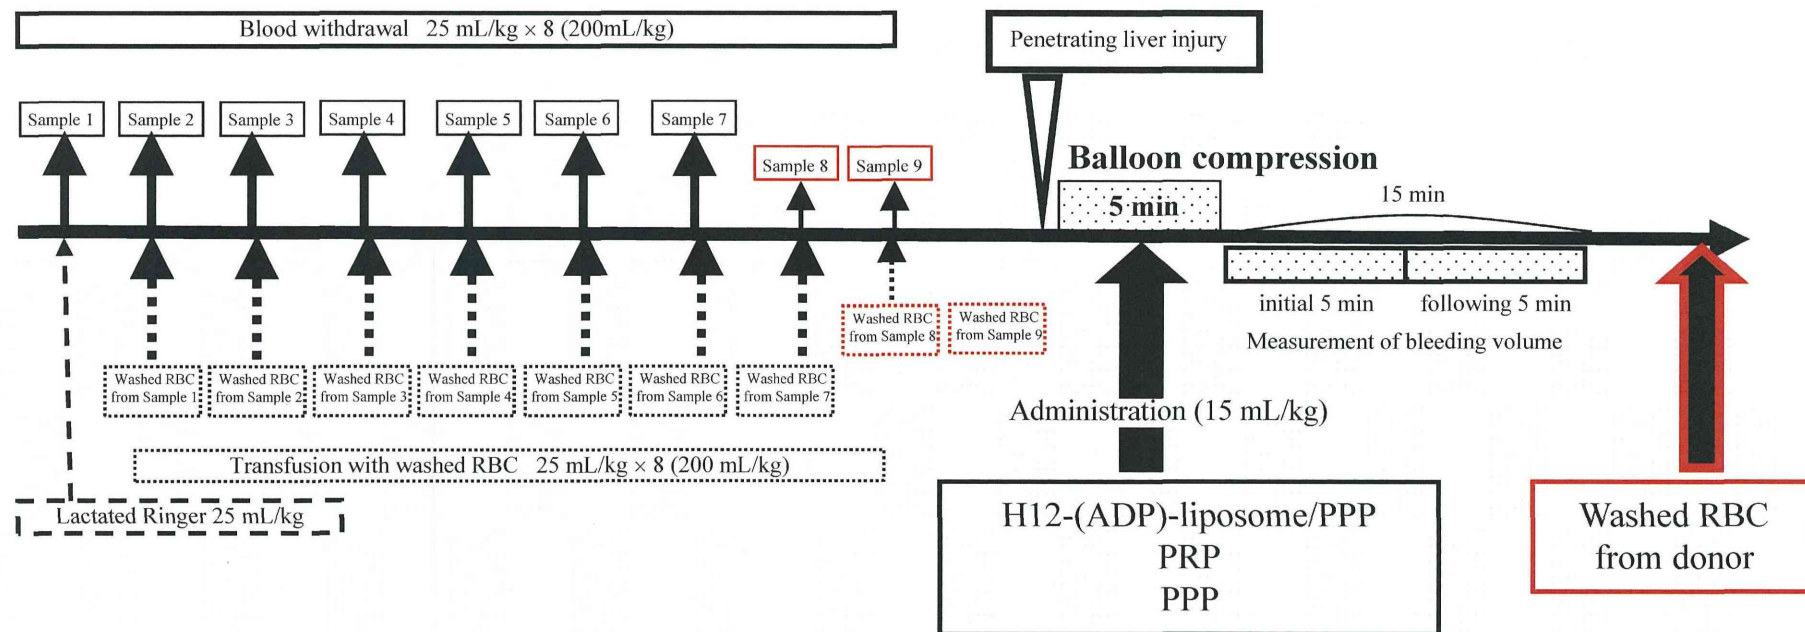 Blood withdrawal 25 mL/kg × 8 (200mL/kg)
Penetrating liver injury
Sample 1
Sample 2
Sample 3
Sample 4
Sample 5
Sample 6
Sample 7
Sample 8
Sample 9
Balloon compression
5 min
15 min
initial 5 min
following 5 min
Measurement of bleeding volume
Washed RBC
from Sample 8
Washed RBC
from Sample 9
Washed RBC
from Sample 1
Washed RBC
from Sample 2
Washed RBC
from Sample 3
Washed RBC
from Sample 4
Washed RBC
from Sample 5
Washed RBC
from Sample 6
Washed RBC
from Sample 7
Administration (15 mL/kg)
Transfusion with washed RBC 25 mL/kg × 8 (200 mL/kg)
Lactated Ringer 25 mL/kg
H12-(ADP)-liposome/PPP
PRP
PPP
Washed RBC
from donor